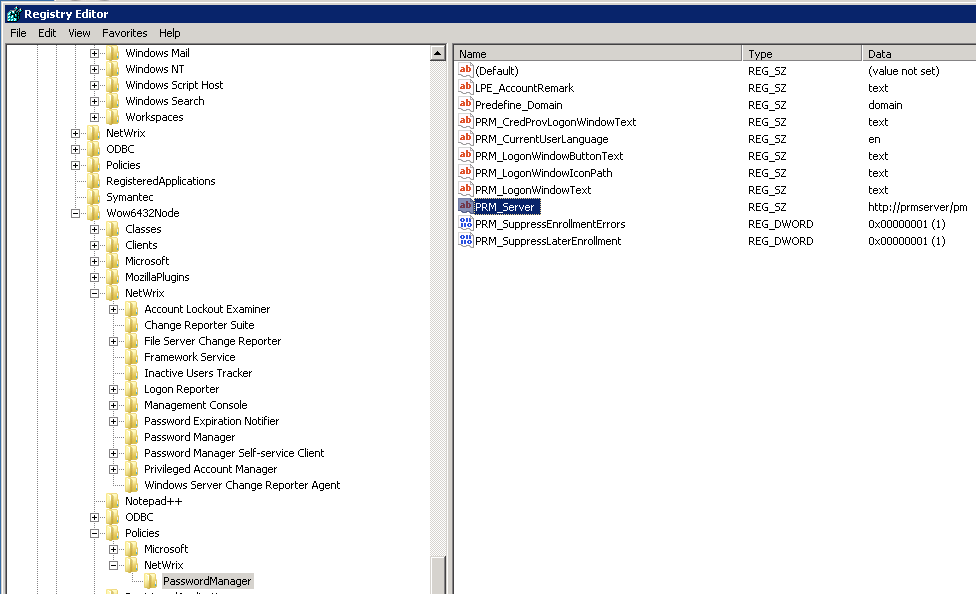 Registry Editor
File Edit View Favorites Help
Windows Mail
Windows NT
Windows Script Host
Windows Search
Workspaces
NetWrix
ODBC
Policies
RegisteredApplications
Symantec
Wow6432Node
Classes
Clients
Microsoft
MozillaPlugins
NetWrix
Account Lockout Examiner
Change Reporter Suite
File Server Change Reporter
Framework Service
Inactive Users Tracker
Logon Reporter
Management Console
Password Expiration Notifier
Password Manager
Password Manager Self-service Client
Privileged Account Manager
Windows Server Change Reporter Agent
Notepad++
ODBC
Policies
Microsoft
NetWrix
PasswordManager
Name Type Data
(Default) REG_SZ (value not set)
LPE_AccountRemark REG_SZ text
Predefine_Domain REG_SZ domain
PRM_CredProvLogonWindowText REG_SZ text
PRM_CurrentUserLanguage REG_SZ en
PRM_LogonWindowButtonText REG_SZ text
PRM_LogonWindowIconPath REG_SZ text
PRM_LogonWindowText REG_SZ text
PRM_Server REG_SZ http://prmserver/pm
PRM_SuppressEnrollmentErrors REG_DWORD 0x00000001 (1)
PRM_SuppressLaterEnrollment REG_DWORD 0x00000001 (1)